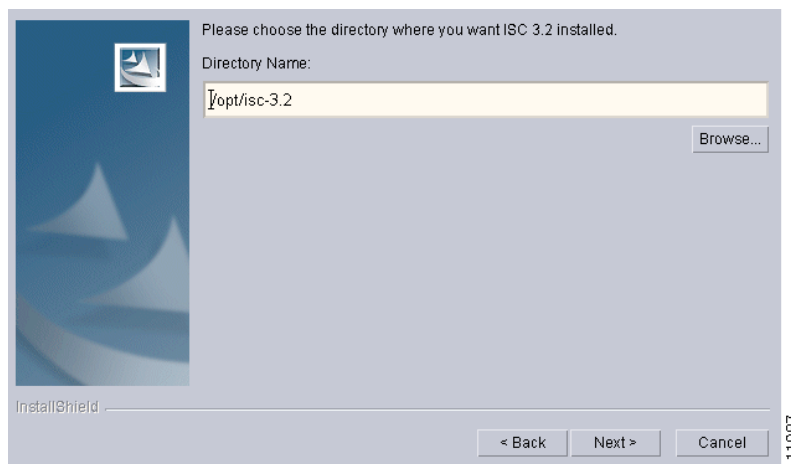 Please choose the directory where you want ISC 3.2 installed.
Directory Name:
/opt/isc-3.2
Browse...
InstallShield
< Back
Next >
Cancel